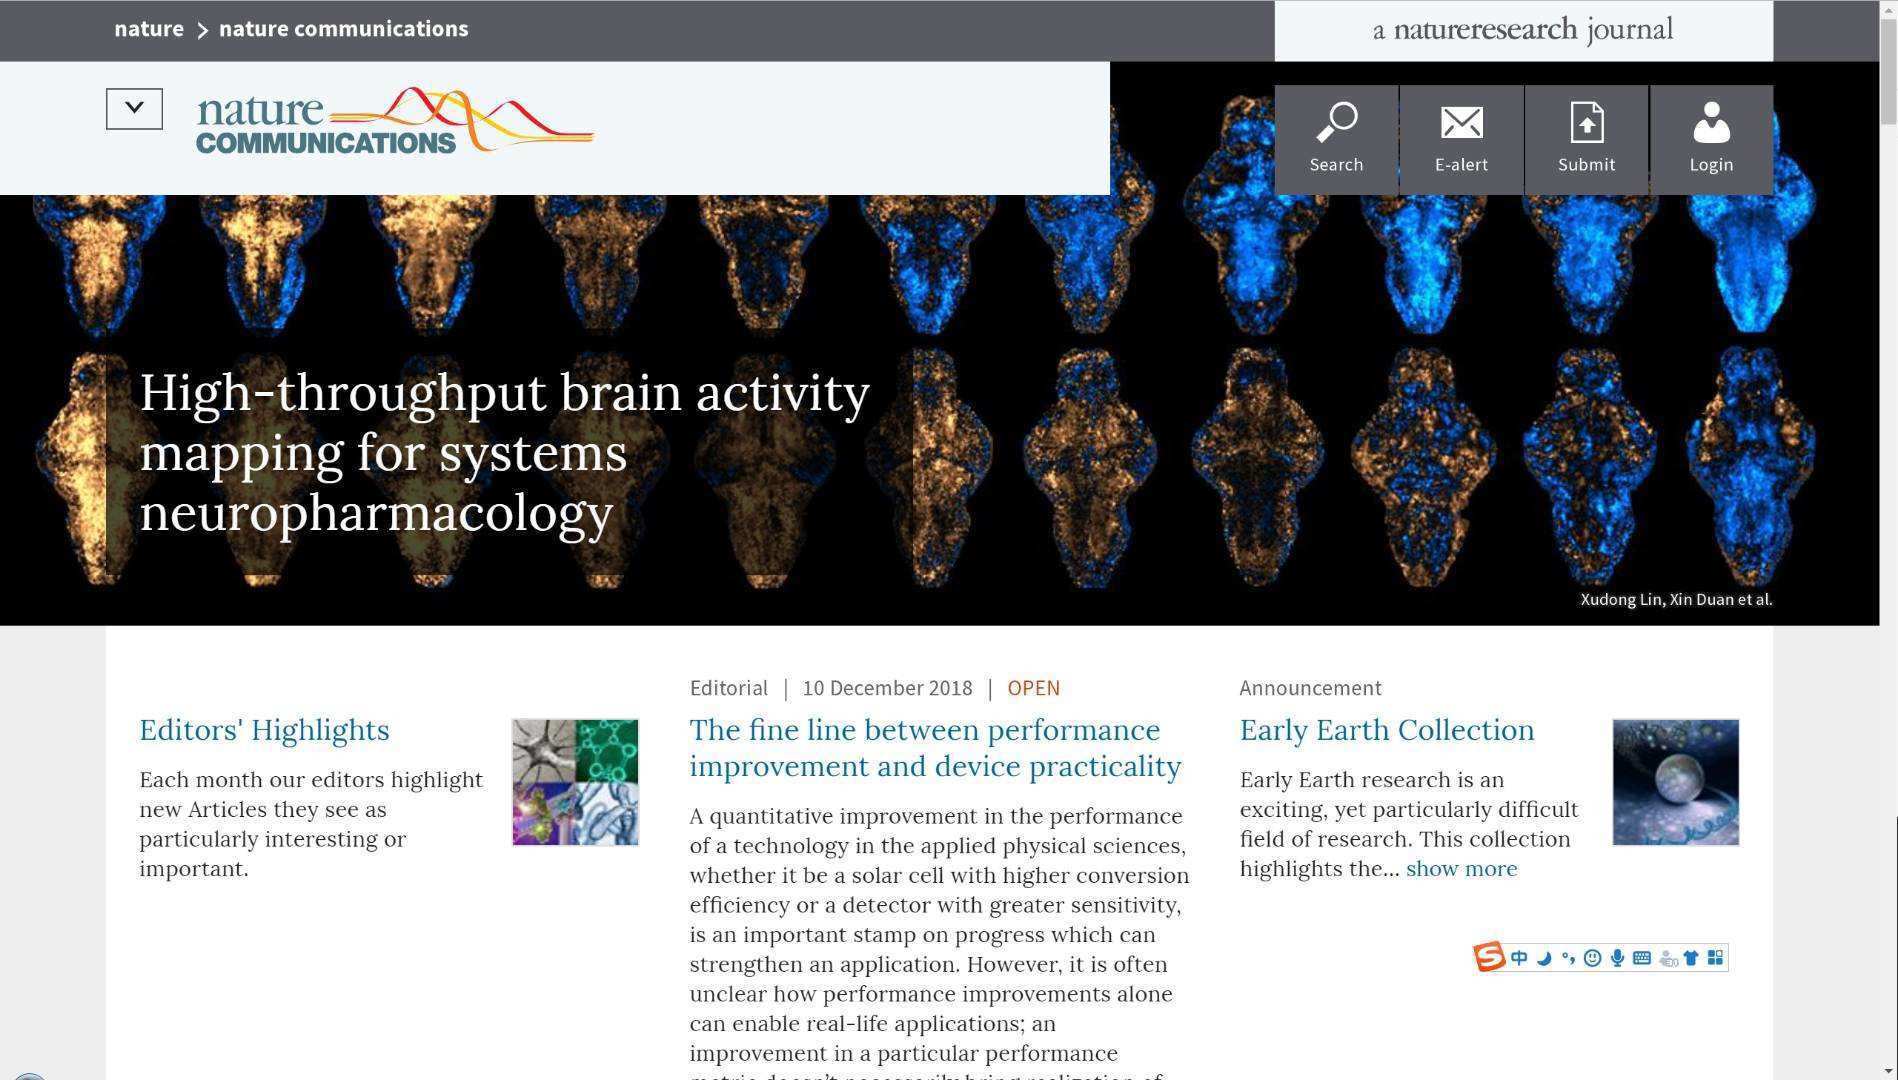 nature > nature communications
a natureresearch journal
nature
COMMUNICATIONS
Search
E-alert
Submit
Login
High-throughput brain activity
mapping for systems
neuropharmacology
Xudong Lin, Xin Duan et al.
Editors' Highlights
Each month our editors highlight
new Articles they see as
particularly interesting or
important.
Editorial | 10 December 2018 | OPEN
The fine line between performance
improvement and device practicality
A quantitative improvement in the performance
of a technology in the applied physical sciences,
whether it be a solar cell with higher conversion
efficiency or a detector with greater sensitivity,
is an important stamp on progress which can
strengthen an application. However, it is often
unclear how performance improvements alone
can enable real-life applications; an
improvement in a particular performance
metric doesn't necessarily bring realization of
Announcement
Early Earth Collection
Early Earth research is an
exciting, yet particularly difficult
field of research. This collection
highlights the... show more
S 中